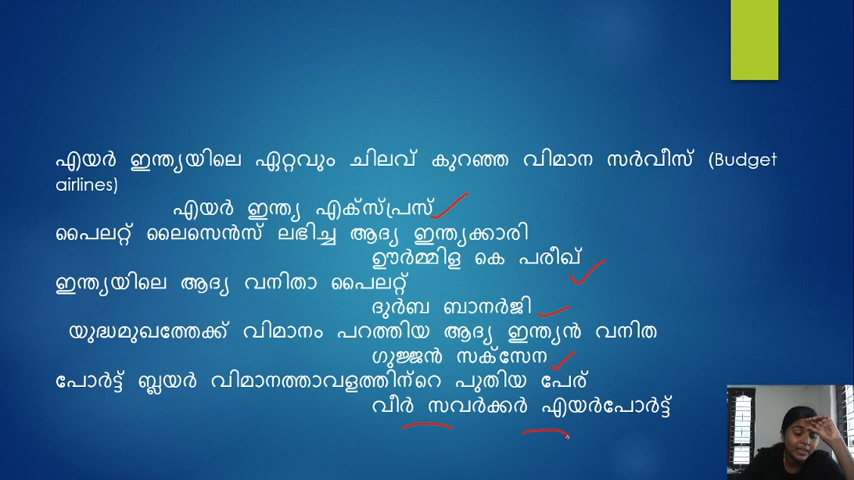 എയർ ഇന്ത്യയിലെ ഏറ്റവും ചിലവ് കുറഞ്ഞ വിമാന സർവീസ് (Budget
airlines)
എയർ ഇന്ത്യ എക്സ്പ്രസ്
പൈലറ്റ് ലൈസെൻസ് ലഭിച്ച ആദ്യ ഇന്ത്യക്കാരി
ഊർമ്മിള കെ പരീഖ്
ഇന്ത്യയിലെ ആദ്യ വനിതാ പൈലറ്റ്
ദുർബ ബാനർജി
യുദ്ധമുഖത്തേക്ക് വിമാനം പറത്തിയ ആദ്യ ഇന്ത്യൻ വനിത
ഗുജ്ജൻ സക്സേന
പോർട്ട് ബ്ലയർ വിമാനത്താവളത്തിന്റെ പുതിയ പേര്
വീർ സവർക്കർ എയർപോർട്ട്